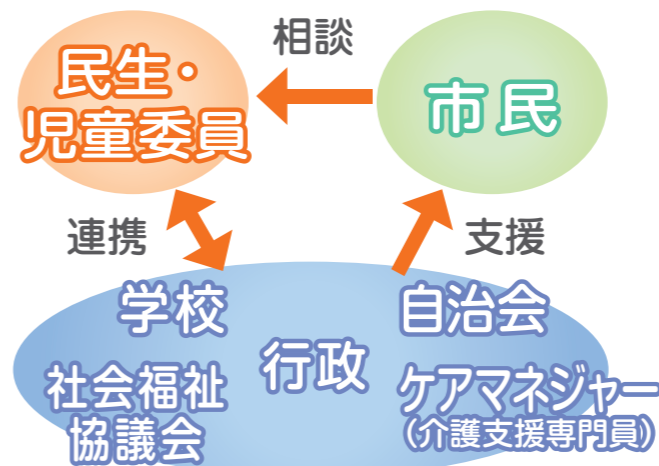 相談
民生・
児童委員
市民
連携
支援
学校
自治会
行政
社会福祉
協議会
ケアマネジャー
（介護支援専門員）